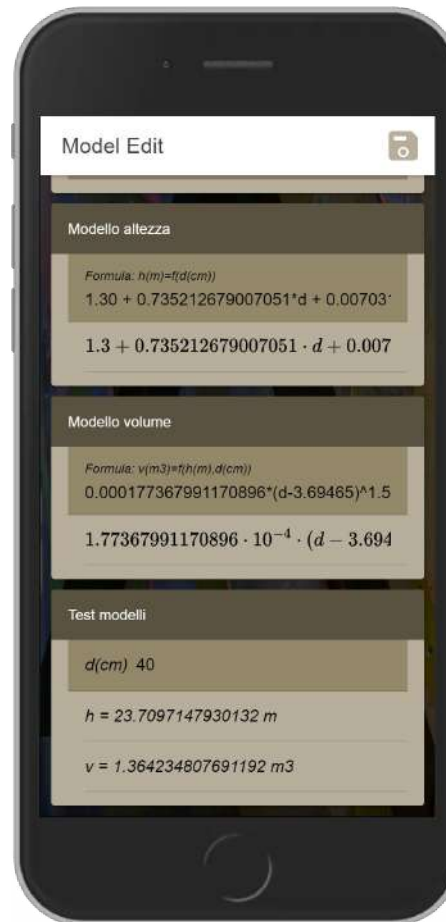 Model Edit
Modello altezza
Formula: h(m)=f(d(cm))
1.30 + 0.735212679007051*d + 0.00703
1.3 + 0.735212679007051 · d + 0.007
Modello volume
Formula: v(m3)=f(h(m),d(cm))
0.000177367991170896*(d-3.69465)^1.5
1.77367991170896 · 10⁻⁴ · (d − 3.694
Test modelli
d(cm) 40
h = 23.7097147930132 m
v = 1.364234807691192 m3